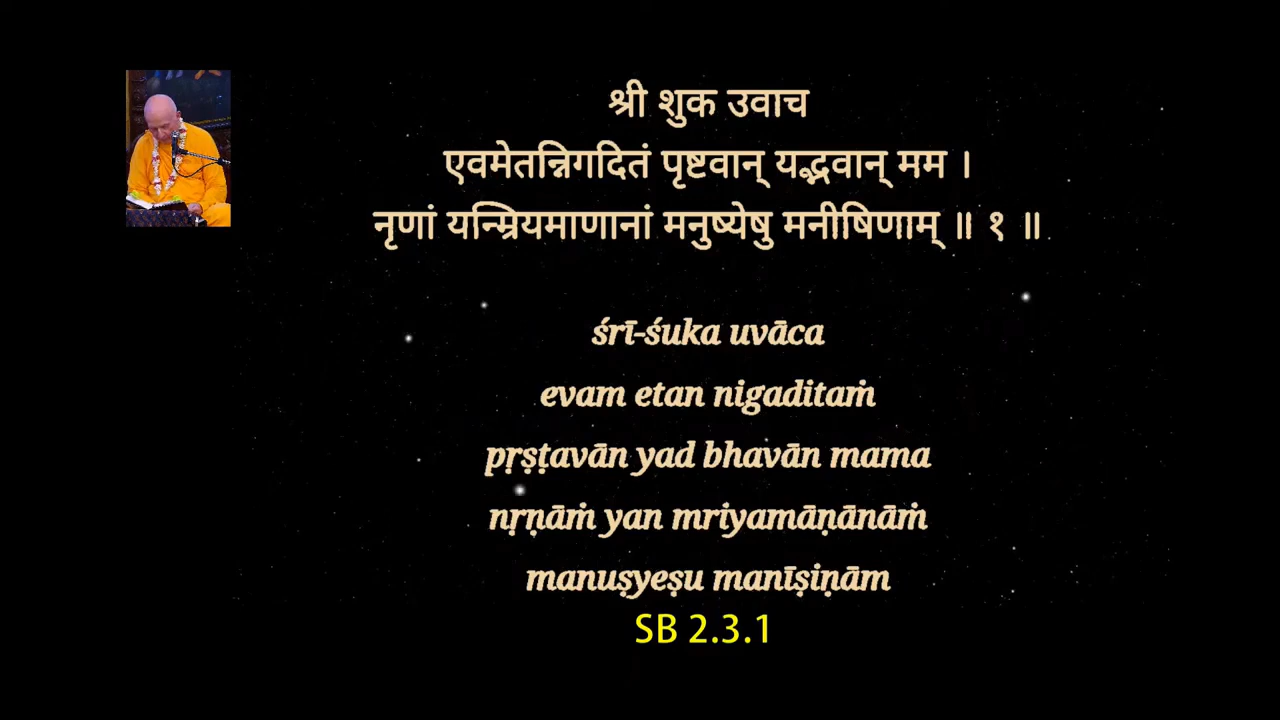 श्री शुक उवाच
एवमेतन्निगदितं पृष्टवान् यद्भवान् मम ।
नृणां यन्म्रियमाणानां मनुष्येषु मनीषिणाम् ॥ १ ॥
śrī-śuka uvāca
evam etan nigaditaṁ
pṛṣṭavān yad bhavān mama
nṛṇāṁ yan mriyamāṇānāṁ
manuṣyeṣu manīṣiṇām
SB 2.3.1